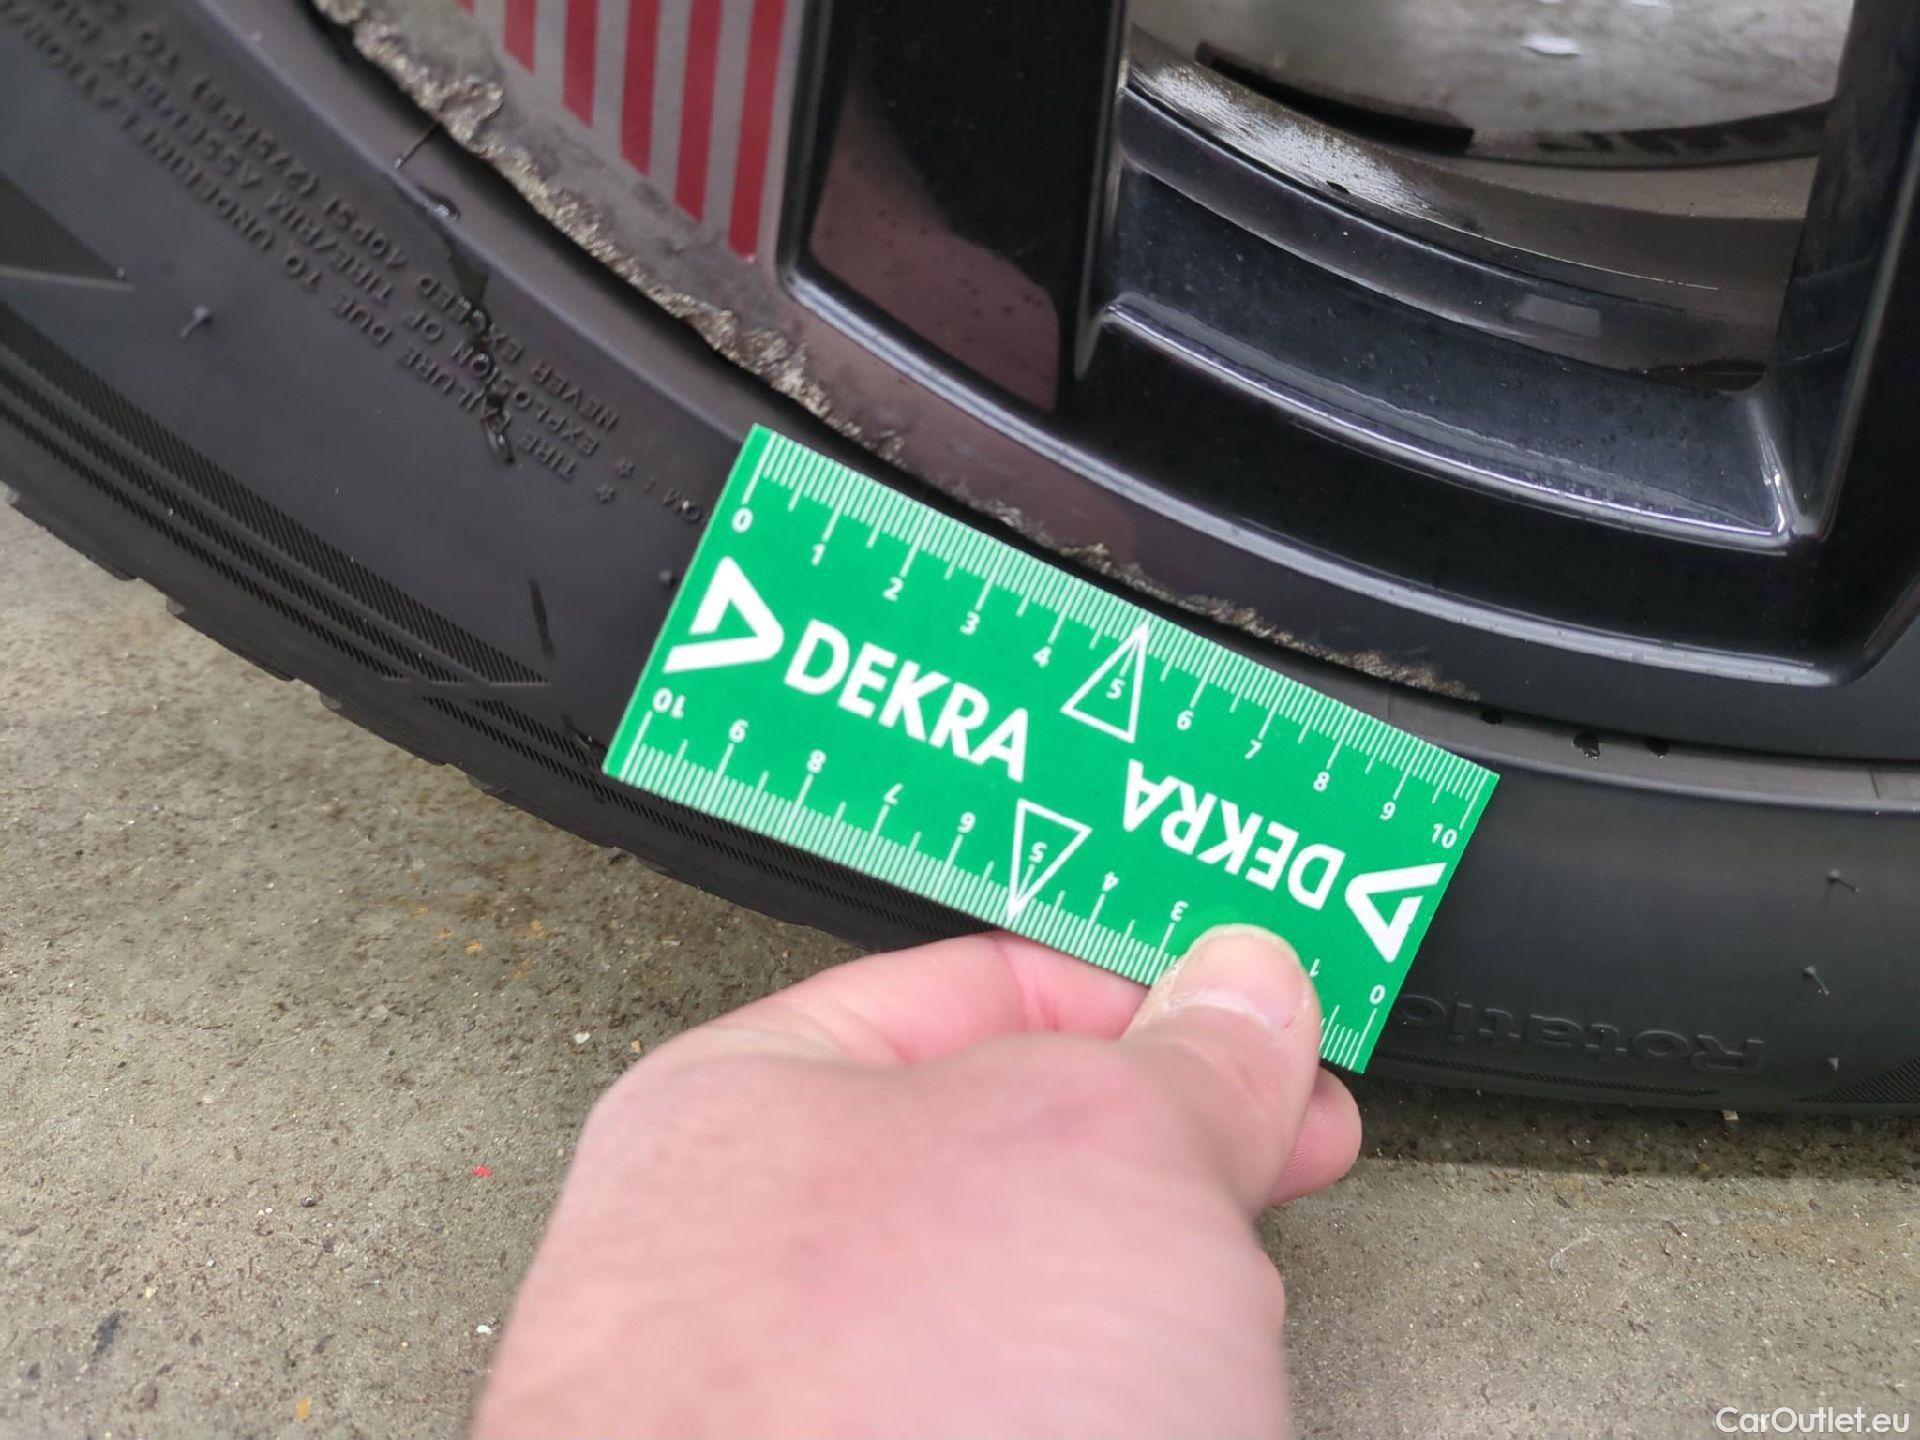 TIRE FAILURE DUE TO UNDERINFL
EXPLOSION OF TIRE/RIM ASSEMBLY DUE
NEVER EXCEED 40PSI (275kPa) TO
0 1 2 3 4 5 6 7 8 9 10
DEKRA
DEKRA
10 9 8 7 6 5 4 3 1 0
Rotatio
CarOutlet.eu